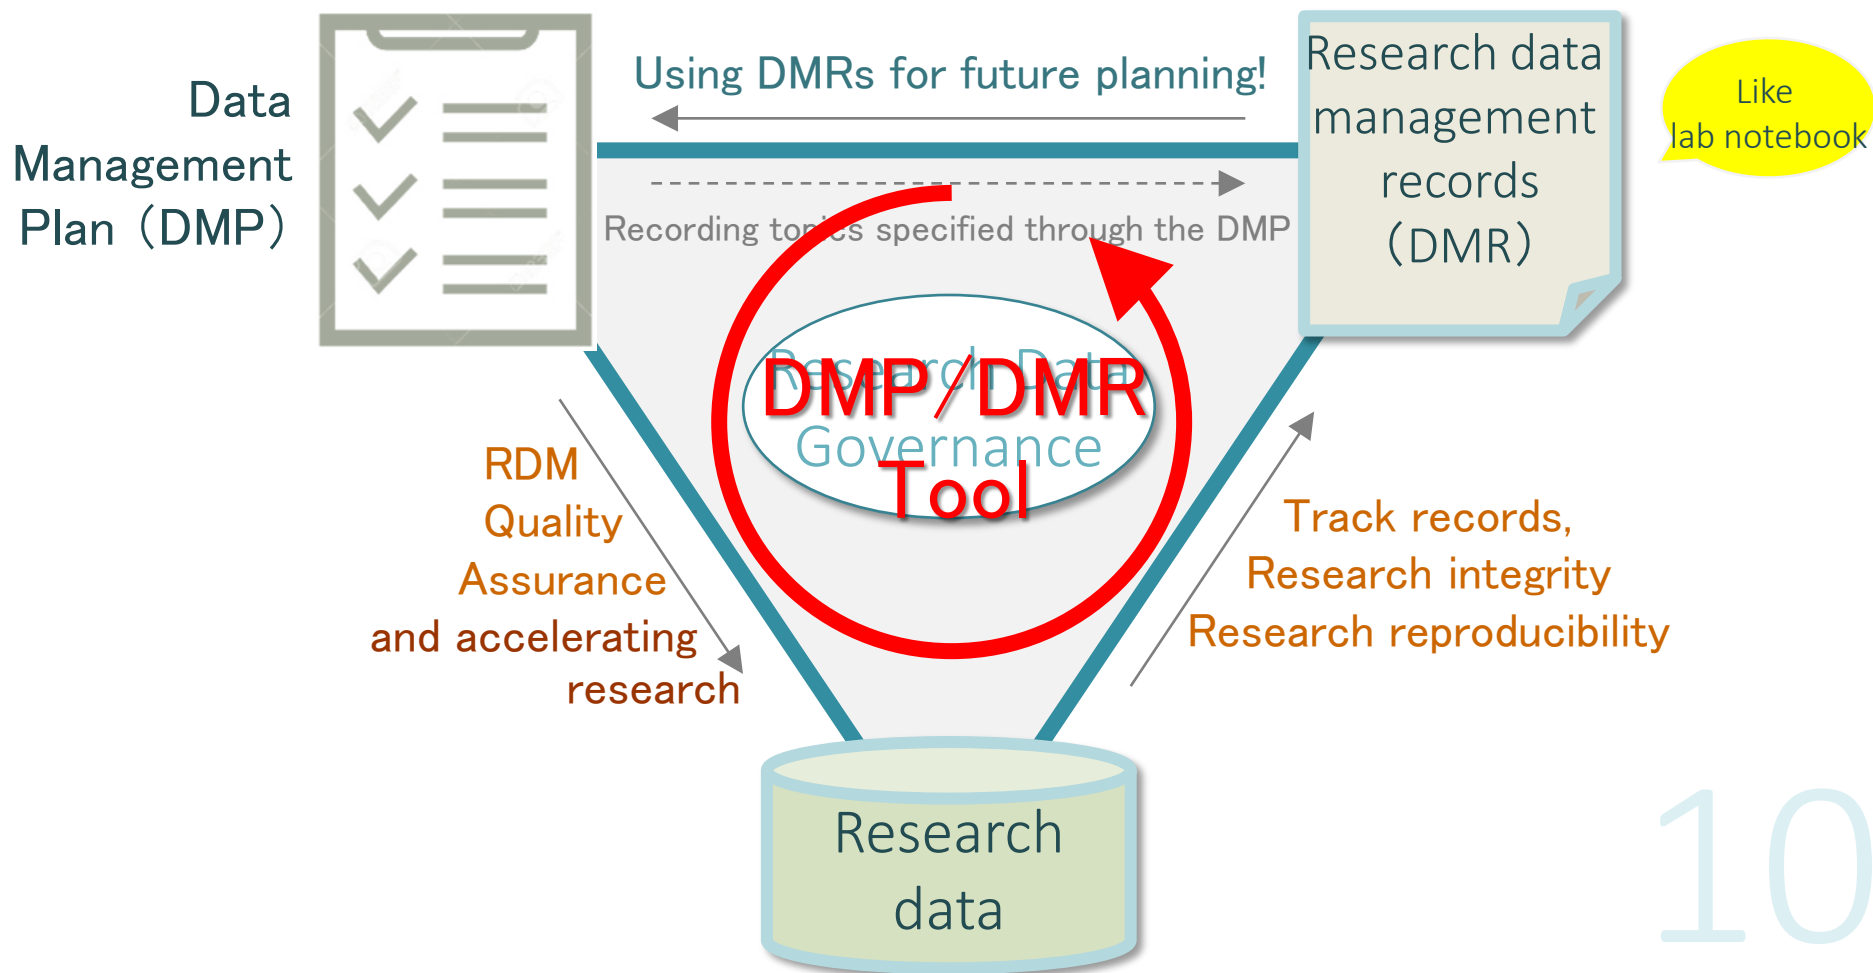 Data
Management
Plan（DMP）
Using DMRs for future planning!
Recording topics specified through the DMP
Research data
management
records
（DMR）
Like
lab notebook
Research Data
Governance
DMP/DMR
Tool
RDM
Quality
Assurance
and accelerating
research
Track records,
Research integrity
Research reproducibility
Research
data
10